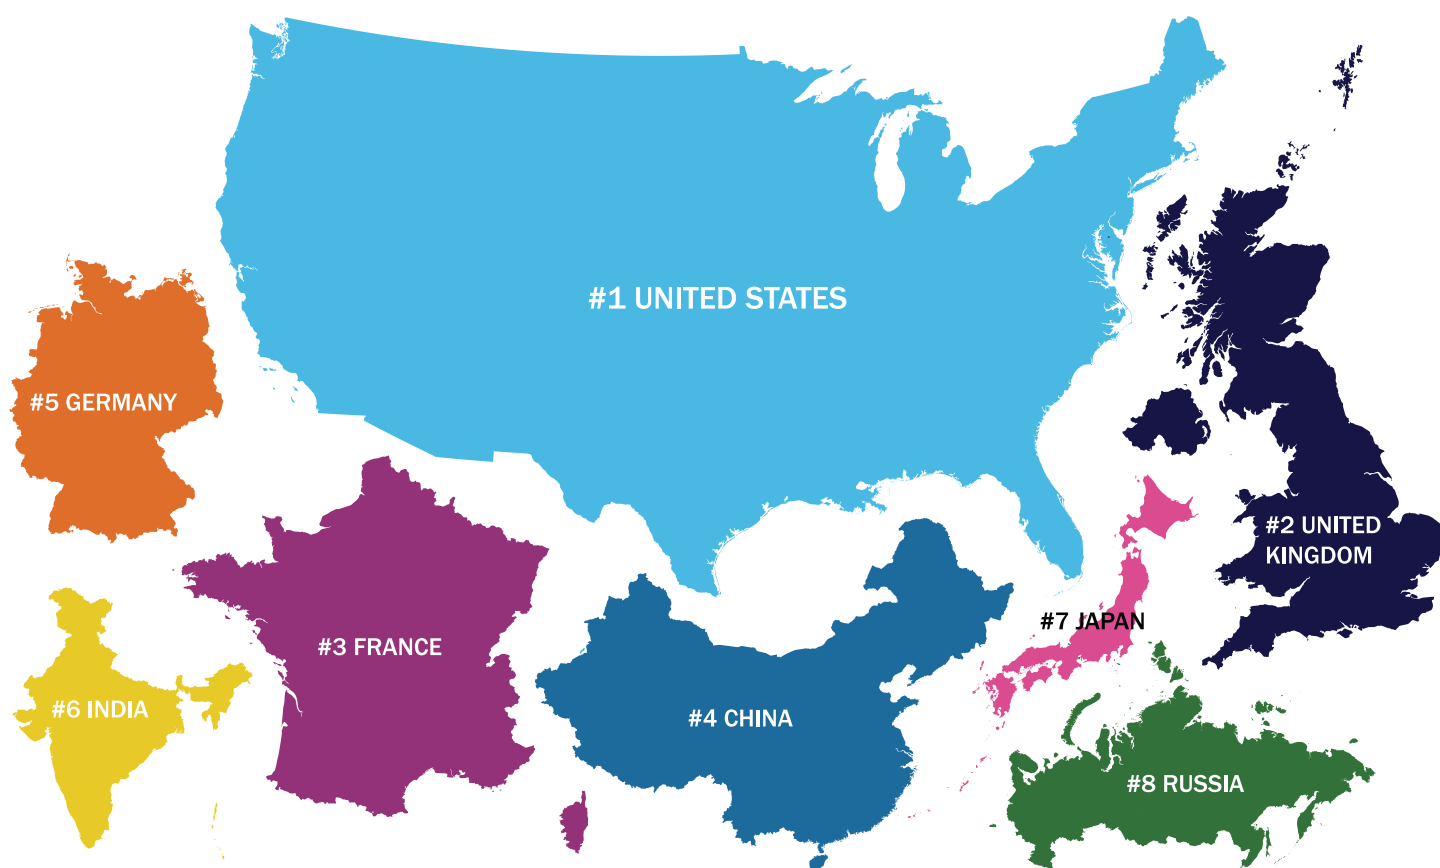 #1 UNITED STATES
#5 GERMANY
#2 UNITED
KINGDOM
#7 JAPAN
#3 FRANCE
#6 INDIA
#4 CHINA
#8 RUSSIA